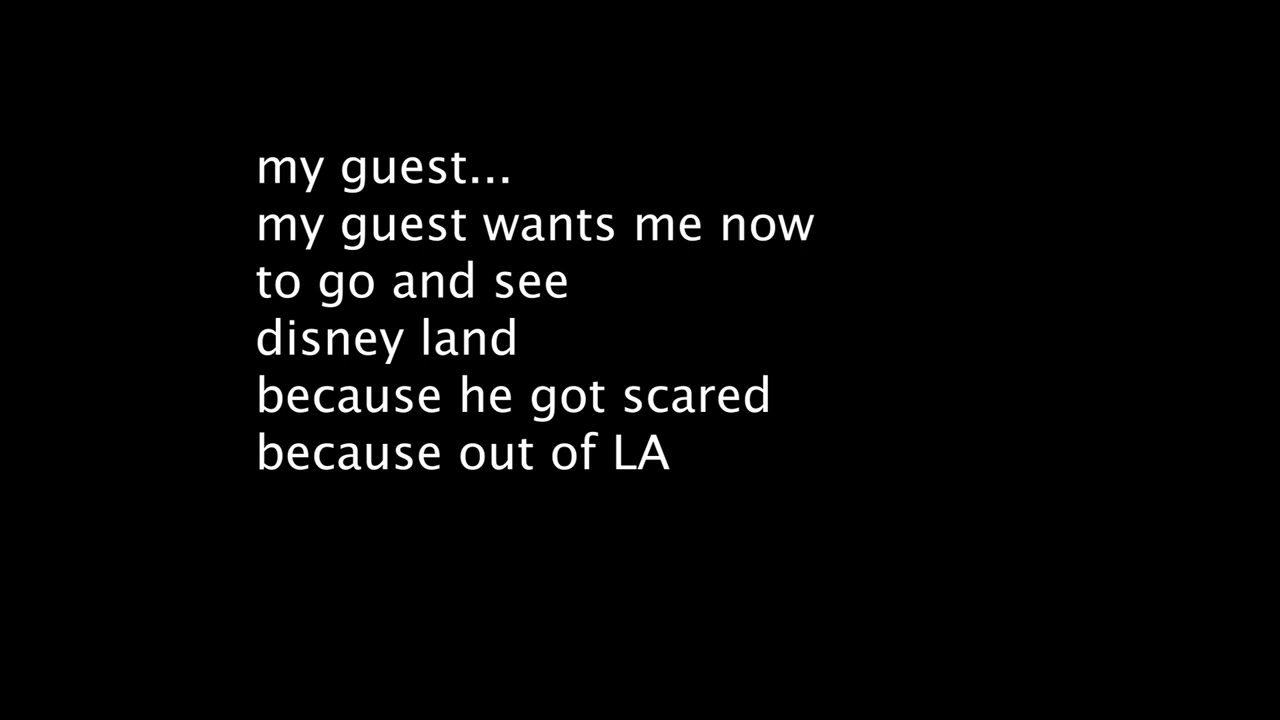 my guest...
my guest wants me now
to go and see
disney land
because he got scared
because out of LA